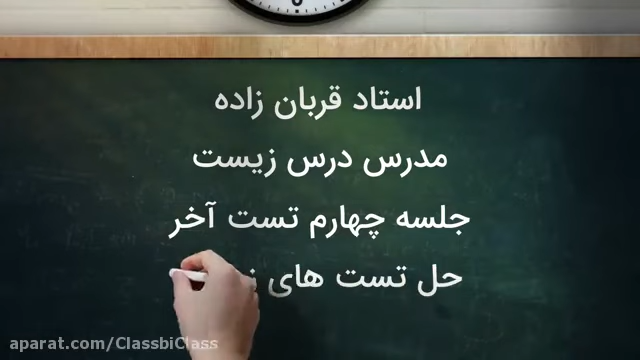 استاد قربان زاده
مدرس درس زیست
جلسه چهارم تست آخر
حل تست های
aparat.com/ClassbiClass